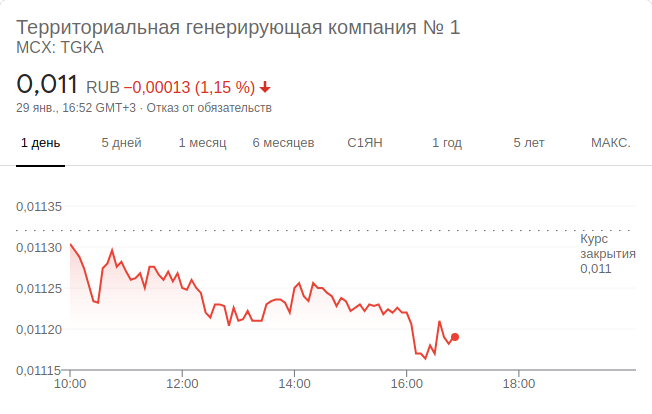 Территориальная генерирующая компания № 1
MCX: TGKA
0,011 RUB −0,00013 (1,15 %)
29 янв., 16:52 GMT+3 · Отказ от обязательств
1 день 5 дней 1 месяц 6 месяцев С1ЯН 1 год 5 лет МАКС.
0,01135
0,01130
0,01125
0,01120
0,01115
Курс
закрытия
0,011
10:00 12:00 14:00 16:00 18:00